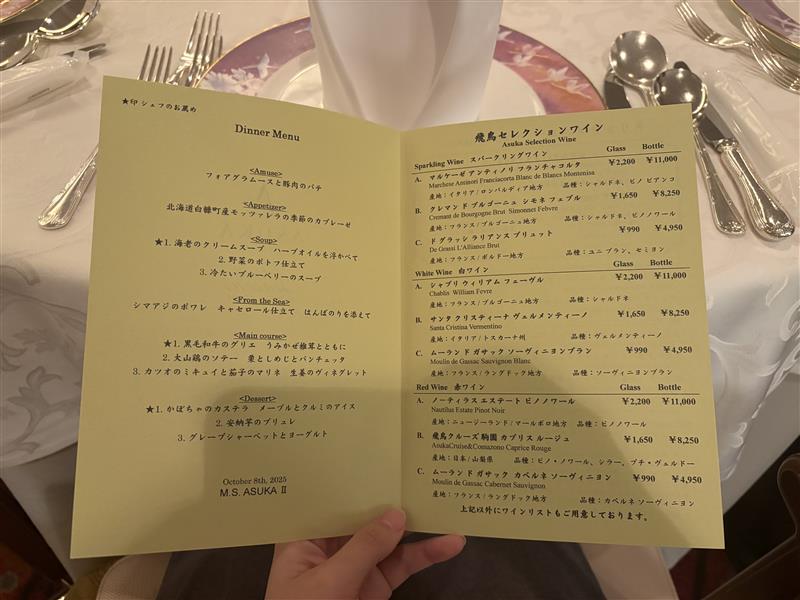 ★印 シェフのお薦め
Dinner Menu
<Amuse>
フォアグラムースと豚肉のパテ
<Appetizer>
北海道白糠町産モッツァレラの季節のカプレーゼ
<Soup>
★1. 海老のクリームスープ ハーブオイルを浮かべて
2. 野菜のポトフ仕立て
3. 冷たいブルーベリーのスープ
<From the Sea>
シマアジのポワレ キャセロール仕立て はんぱのりを添えて
<Main course>
★1. 黒毛和牛のグリエ うみかぜ椎茸とともに
2. 大山鶏のソテー 栗としめじとパンチェッタ
3. カツオのミキュイと茄子のマリネ 生姜のヴィネグレット
<Dessert>
★1. かぼちゃのカステラ メープルとクルミのアイス
2. 安納芋のブリュレ
3. グレープシャーベットとヨーグルト
October 8th, 2025
M.S. ASUKA Ⅱ
飛鳥セレクションワイン
Asuka Selection Wine
Sparkling Wine スパークリングワイン Glass Bottle
A. マルケーゼ アンティノリ フランチャコルタ ￥2,200 ￥11,000
Marchese Antinori Franciacorta Blanc de Blancs Montenisa
産地：イタリア/ロンバルディア地方 品種：シャルドネ、ピノ ビアンコ
B. クレマン ド ブルゴーニュ シモネ フェブル ￥1,650 ￥8,250
Cremant de Bourgogne Brut Simonnet Febvre
産地：フランス/ブルゴーニュ地方 品種：シャルドネ、ピノノワール
C. ド グラッシ ラリアンス ブリュット ￥990 ￥4,950
De Grassi L'Alliance Brut
産地：フランス/ボルドー地方 品種：ユニ ブラン、セミヨン
White Wine 白ワイン Glass Bottle
A. シャブリ ウィリアム フェーヴル ￥2,200 ￥11,000
Chablis William Fevre
産地：フランス/ブルゴーニュ地方 品種：シャルドネ
B. サンタ クリスティーナ ヴェルメンティーノ ￥1,650 ￥8,250
Santa Cristina Vermentino
産地：イタリア/トスカーナ州 品種：ヴェルメンティーノ
C. ムーラン ド ガサック ソーヴィニヨンブラン ￥990 ￥4,950
Moulin de Gassac Sauvignon Blanc
産地：フランス/ラングドック地方 品種：ソーヴィニヨンブラン
Red Wine 赤ワイン Glass Bottle
A. ノーティラス エステート ピノノワール ￥2,200 ￥11,000
Nautilus Estate Pinot Noir
産地：ニュージーランド/マールボロ地方 品種：ピノノワール
B. 飛鳥クルーズ 駒園 カプリス ルージュ ￥1,650 ￥8,250
AsukaCruise&Comazono Caprice Rouge
産地：日本/山梨県 品種：ピノ・ノワール、シラー、プチ・ヴェルドー
C. ムーランド ガサック カベルネ ソーヴィニヨン ￥990 ￥4,950
Moulin de Gassac Cabernet Sauvignon
産地：フランス/ラングドック地方 品種：カベルネ ソーヴィニヨン
上記以外にワインリストもご用意しております。